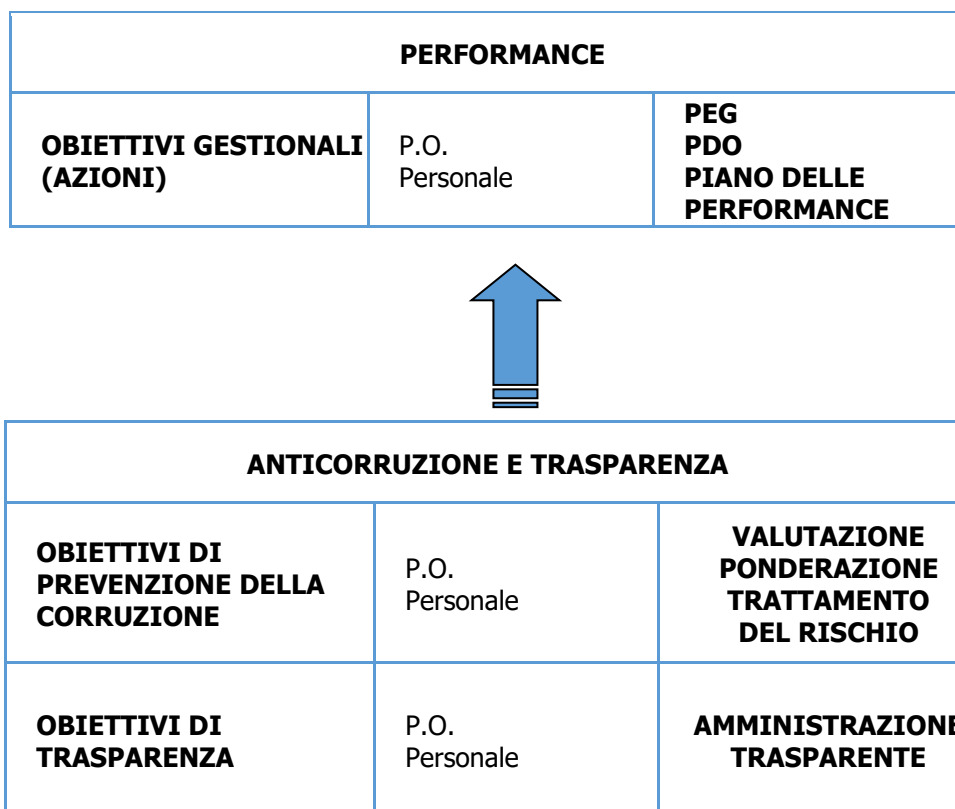 PERFORMANCE
OBIETTIVI GESTIONALI
(AZIONI)
P.O.
Personale
PEG
PDO
PIANO DELLE
PERFORMANCE
ANTICORRUZIONE E TRASPARENZA
OBIETTIVI DI
PREVENZIONE DELLA
CORRUZIONE
P.O.
Personale
VALUTAZIONE
PONDERAZIONE
TRATTAMENTO
DEL RISCHIO
OBIETTIVI DI
TRASPARENZA
P.O.
Personale
AMMINISTRAZIONE
TRASPARENTE